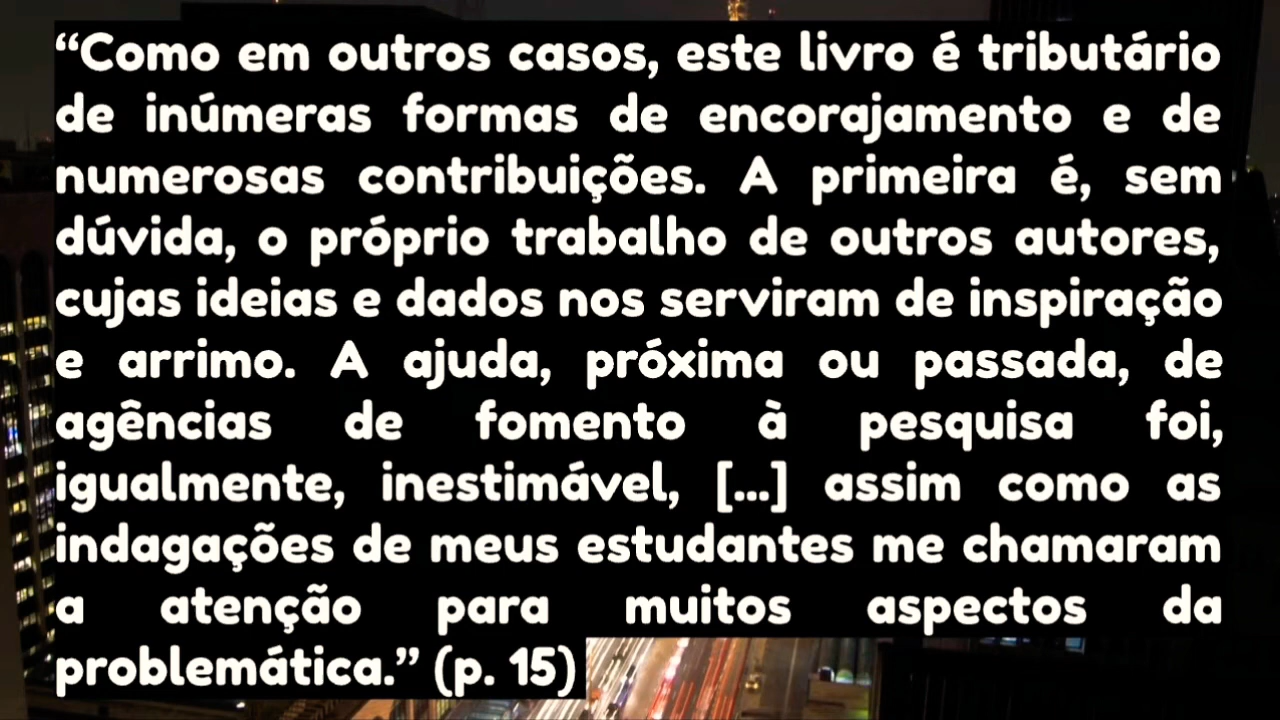 “Como em outros casos, este livro é tributário
de inúmeras formas de encorajamento e de
numerosas contribuições. A primeira é, sem
dúvida, o próprio trabalho de outros autores,
cujas ideias e dados nos serviram de inspiração
e arrimo. A ajuda, próxima ou passada, de
agências de fomento à pesquisa foi,
igualmente, inestimável, [...] assim como as
indagações de meus estudantes me chamaram
a atenção para muitos aspectos da
problemática.” (p. 15)